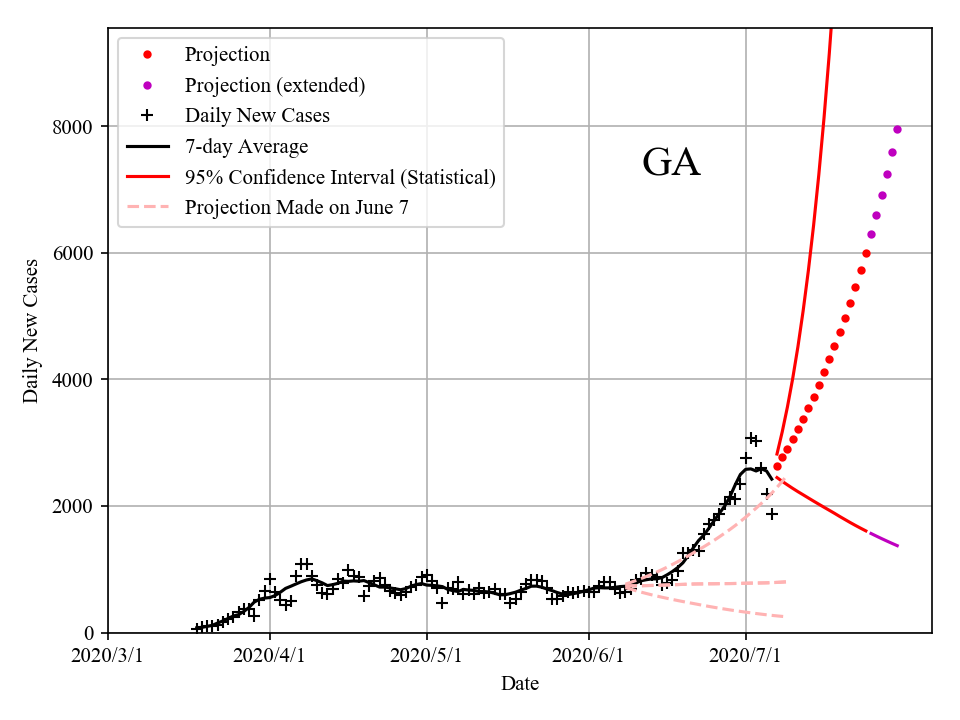 Projection
Projection (extended)
Daily New Cases
7-day Average
95% Confidence Interval (Statistical)
Projection Made on June 7
GA
8000
6000
4000
2000
0
Daily New Cases
2020/3/1
2020/4/1
2020/5/1
2020/6/1
2020/7/1
Date